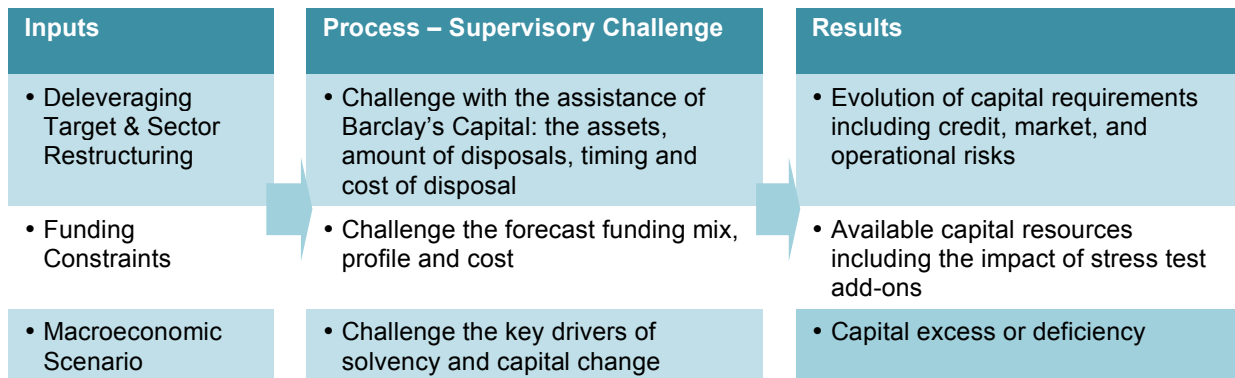 Inputs
Process – Supervisory Challenge
Results
• Deleveraging
Target & Sector
Restructuring
• Challenge with the assistance of
Barclay's Capital: the assets,
amount of disposals, timing and
cost of disposal
• Evolution of capital requirements
including credit, market, and
operational risks
• Funding
Constraints
• Challenge the forecast funding mix,
profile and cost
• Available capital resources
including the impact of stress test
add-ons
• Macroeconomic
Scenario
• Challenge the key drivers of
solvency and capital change
• Capital excess or deficiency